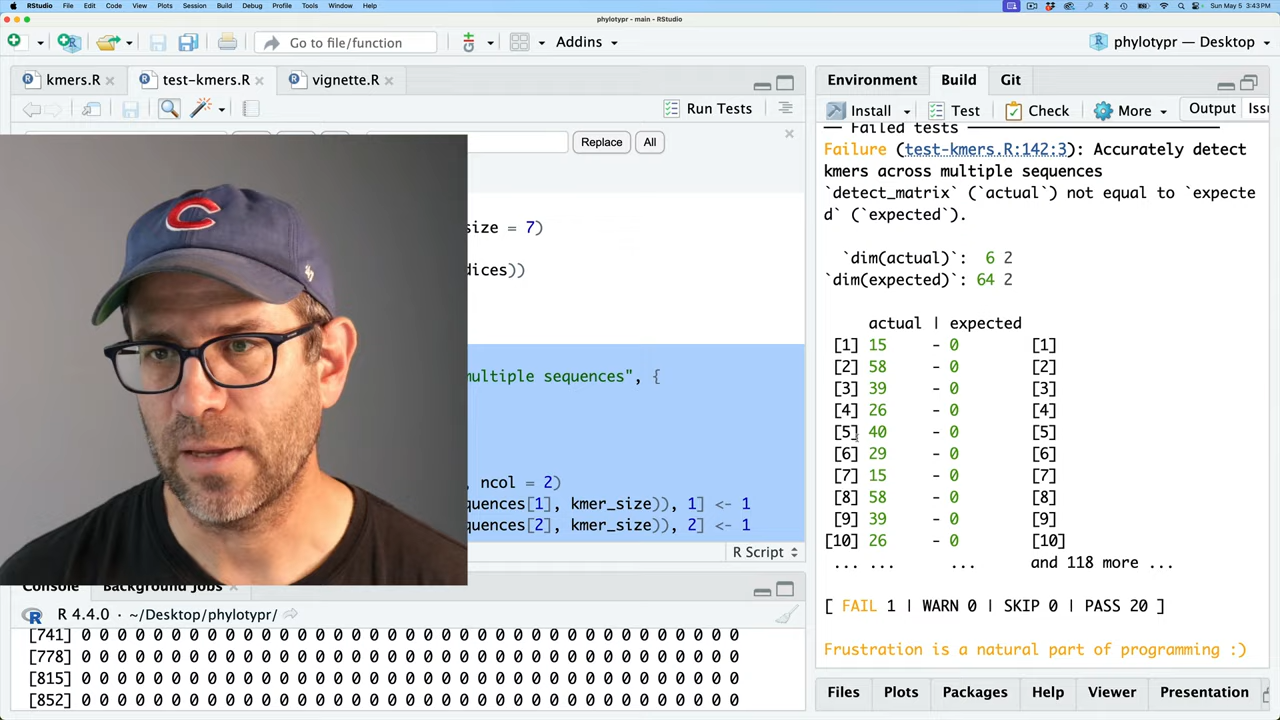 RStudio File Edit Code View Plots Session Build Debug Profile Tools Window Help
Sun May 5 3:43 PM
phylotypr - main - RStudio
Go to file/function
Addins
phylotypr — Desktop
kmers.R
test-kmers.R
vignette.R
Run Tests
Replace
All
size = 7)
dices))
multiple sequences", {
, ncol = 2)
quences[1], kmer_size)), 1] <- 1
quences[2], kmer_size)), 2] <- 1
R Script
Console
Background Jobs
R 4.4.0 · ~/Desktop/phylotypr/
[741] 0 0 0 0 0 0 0 0 0 0 0 0 0 0 0 0 0 0 0 0 0 0 0 0 0 0 0 0 0 0 0 0 0 0 0 0 0
[778] 0 0 0 0 0 0 0 0 0 0 0 0 0 0 0 0 0 0 0 0 0 0 0 0 0 0 0 0 0 0 0 0 0 0 0 0 0
[815] 0 0 0 0 0 0 0 0 0 0 0 0 0 0 0 0 0 0 0 0 0 0 0 0 0 0 0 0 0 0 0 0 0 0 0 0 0
[852] 0 0 0 0 0 0 0 0 0 0 0 0 0 0 0 0 0 0 0 0 0 0 0 0 0 0 0 0 0 0 0 0 0 0 0 0 0
Environment Build Git
Install Test Check More Output Iss
— Failed tests —
Failure (test-kmers.R:142:3): Accurately detect
kmers across multiple sequences
`detect_matrix` (`actual`) not equal to `expecte
d` (`expected`).
`dim(actual)`: 6 2
`dim(expected)`: 64 2
actual | expected
[1] 15 - 0 [1]
[2] 58 - 0 [2]
[3] 39 - 0 [3]
[4] 26 - 0 [4]
[5] 40 - 0 [5]
[6] 29 - 0 [6]
[7] 15 - 0 [7]
[8] 58 - 0 [8]
[9] 39 - 0 [9]
[10] 26 - 0 [10]
... ... ... and 118 more ...
[ FAIL 1 | WARN 0 | SKIP 0 | PASS 20 ]
Frustration is a natural part of programming :)
Files Plots Packages Help Viewer Presentation
C